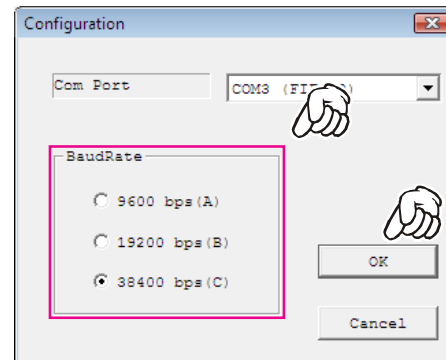 Configuration
Com Port
COM3
BaudRate
9600 bps(A)
19200 bps(B)
38400 bps(C)
OK
Cancel